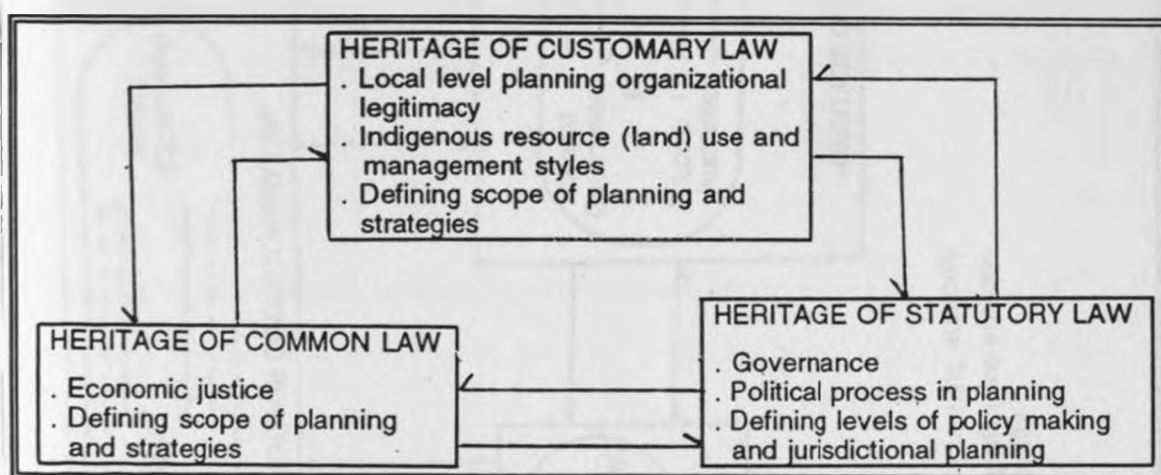 HERITAGE OF CUSTOMARY LAW
. Local level planning organizational
legitimacy
. Indigenous resource (land) use and
management styles
. Defining scope of planning and
strategies
HERITAGE OF COMMON LAW
. Economic justice
. Defining scope of planning
and strategies
HERITAGE OF STATUTORY LAW
. Governance
. Political process in planning
. Defining levels of policy making
and jurisdictional planning